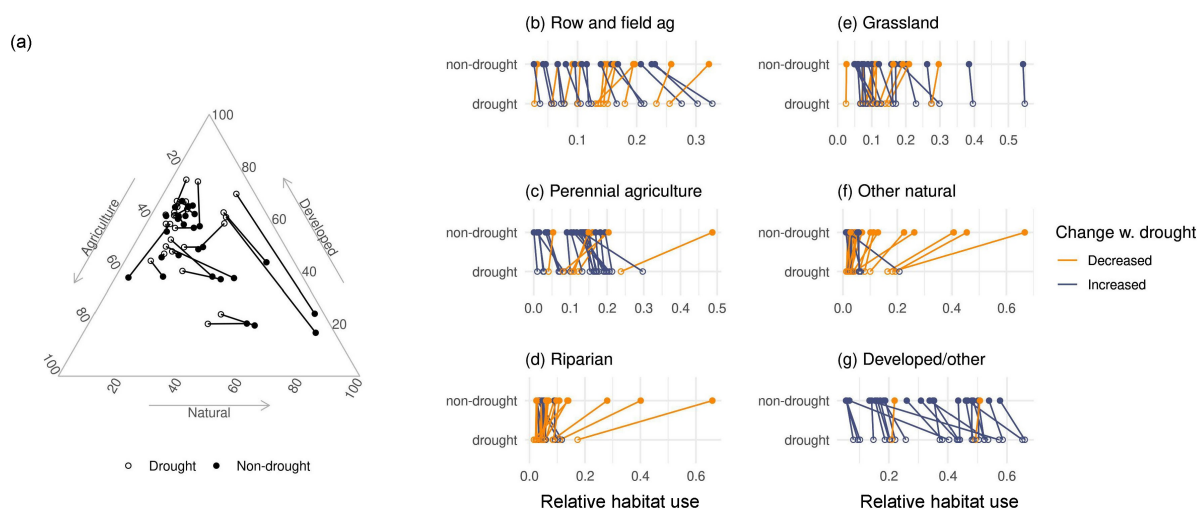 (a)
100
20
80
40
60
60
40
80
20
100
20
40
60
80
100
Agriculture
Developed
Natural
Drought
Non-drought
(b) Row and field ag
non-drought
drought
0.1 0.2 0.3
(e) Grassland
non-drought
drought
0.0 0.1 0.2 0.3 0.4 0.5
(c) Perennial agriculture
non-drought
drought
0.0 0.1 0.2 0.3 0.4 0.5
(f) Other natural
non-drought
drought
0.0 0.2 0.4 0.6
(d) Riparian
non-drought
drought
0.0 0.2 0.4 0.6
Relative habitat use
(g) Developed/other
non-drought
drought
0.2 0.4 0.6
Relative habitat use
Change w. drought
Decreased
Increased